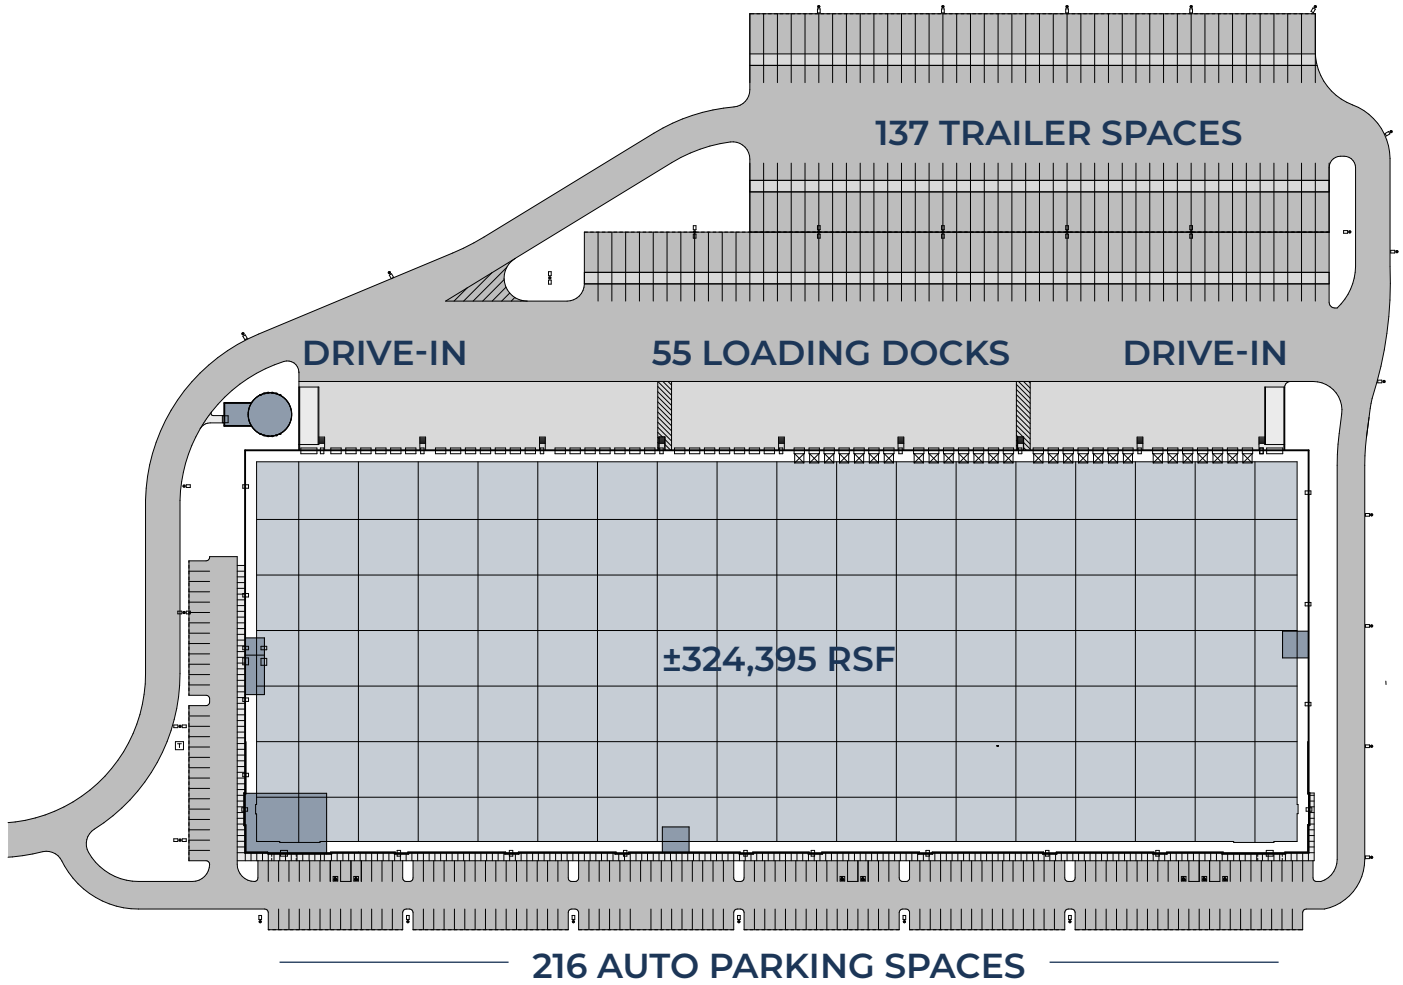 137 TRAILER SPACES
DRIVE-IN
55 LOADING DOCKS
DRIVE-IN
±324,395 RSF
T
216 AUTO PARKING SPACES